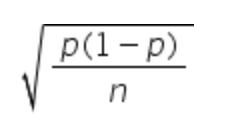 √(p(1 – p)/n)